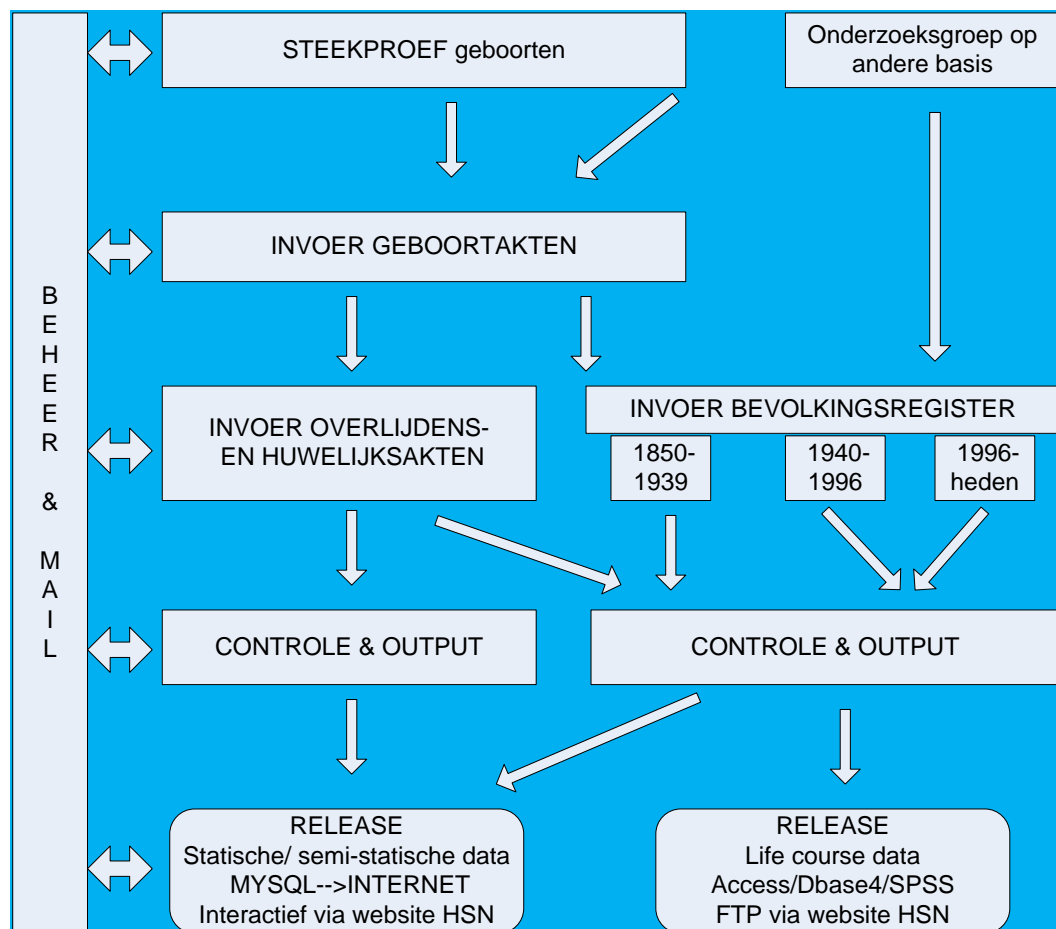 STEEKPROEF geboorten
Onderzoeksgroep op
andere basis
INVOER GEBOORTAKTEN
B
E
H
E
E
R
&
M
A
I
L
INVOER OVERLIJDENS-
EN HUWELIJKSAKTEN
INVOER BEVOLKINGSREGISTER
1850-
1939
1940-
1996
1996-
heden
CONTROLE & OUTPUT
CONTROLE & OUTPUT
RELEASE
Statische/ semi-statische data
MYSQL-->INTERNET
Interactief via website HSN
RELEASE
Life course data
Access/Dbase4/SPSS
FTP via website HSN